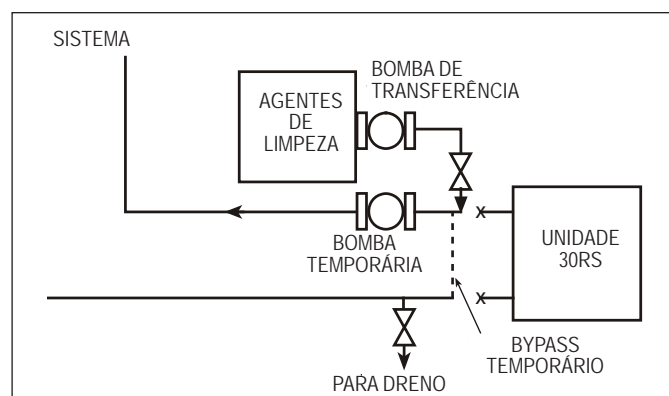 SISTEMA
BOMBA DE
TRANSFERÊNCIA
AGENTES
DE
LIMPEZA
BOMBA
TEMPORÁRIA
x
x
UNIDADE
30RS
BYPASS
TEMPORÁRIO
PARA DRENO